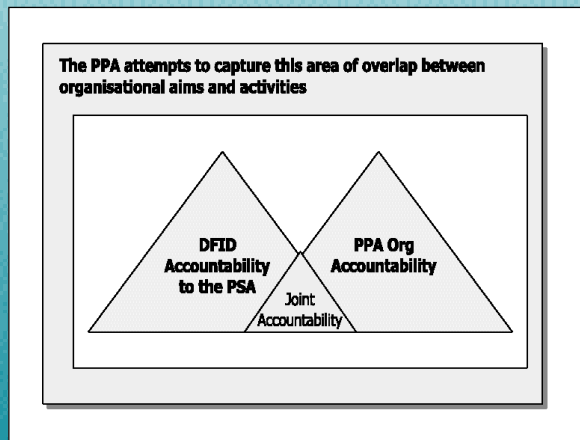 The PPA attempts to capture this area of overlap between
organisational aims and activities
DFID
Accountability
to the PSA
PPA Org
Accountability
Joint
Accountability